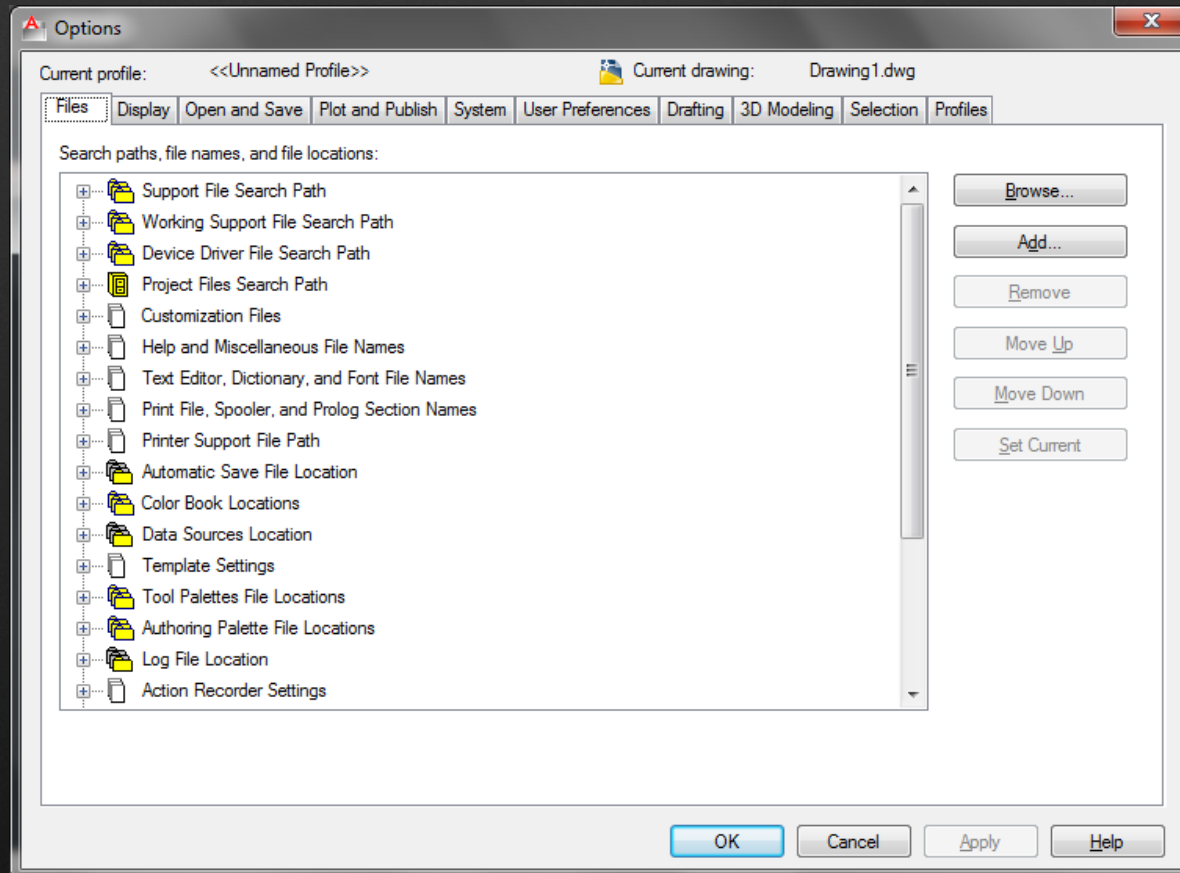 Options
Current profile: <<Unnamed Profile>> Current drawing: Drawing1.dwg
Files Display Open and Save Plot and Publish System User Preferences Drafting 3D Modeling Selection Profiles
Search paths, file names, and file locations:
Support File Search Path
Working Support File Search Path
Device Driver File Search Path
Project Files Search Path
Customization Files
Help and Miscellaneous File Names
Text Editor, Dictionary, and Font File Names
Print File, Spooler, and Prolog Section Names
Printer Support File Path
Automatic Save File Location
Color Book Locations
Data Sources Location
Template Settings
Tool Palettes File Locations
Authoring Palette File Locations
Log File Location
Action Recorder Settings
Browse...
Add...
Remove
Move Up
Move Down
Set Current
OK Cancel Apply Help